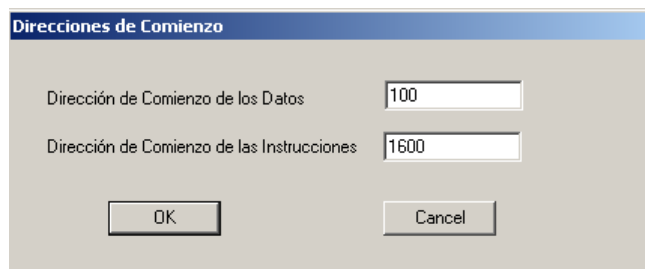 Direcciones de Comienzo
Dirección de Comienzo de los Datos 100
Dirección de Comienzo de las Instrucciones 1600
OK Cancel